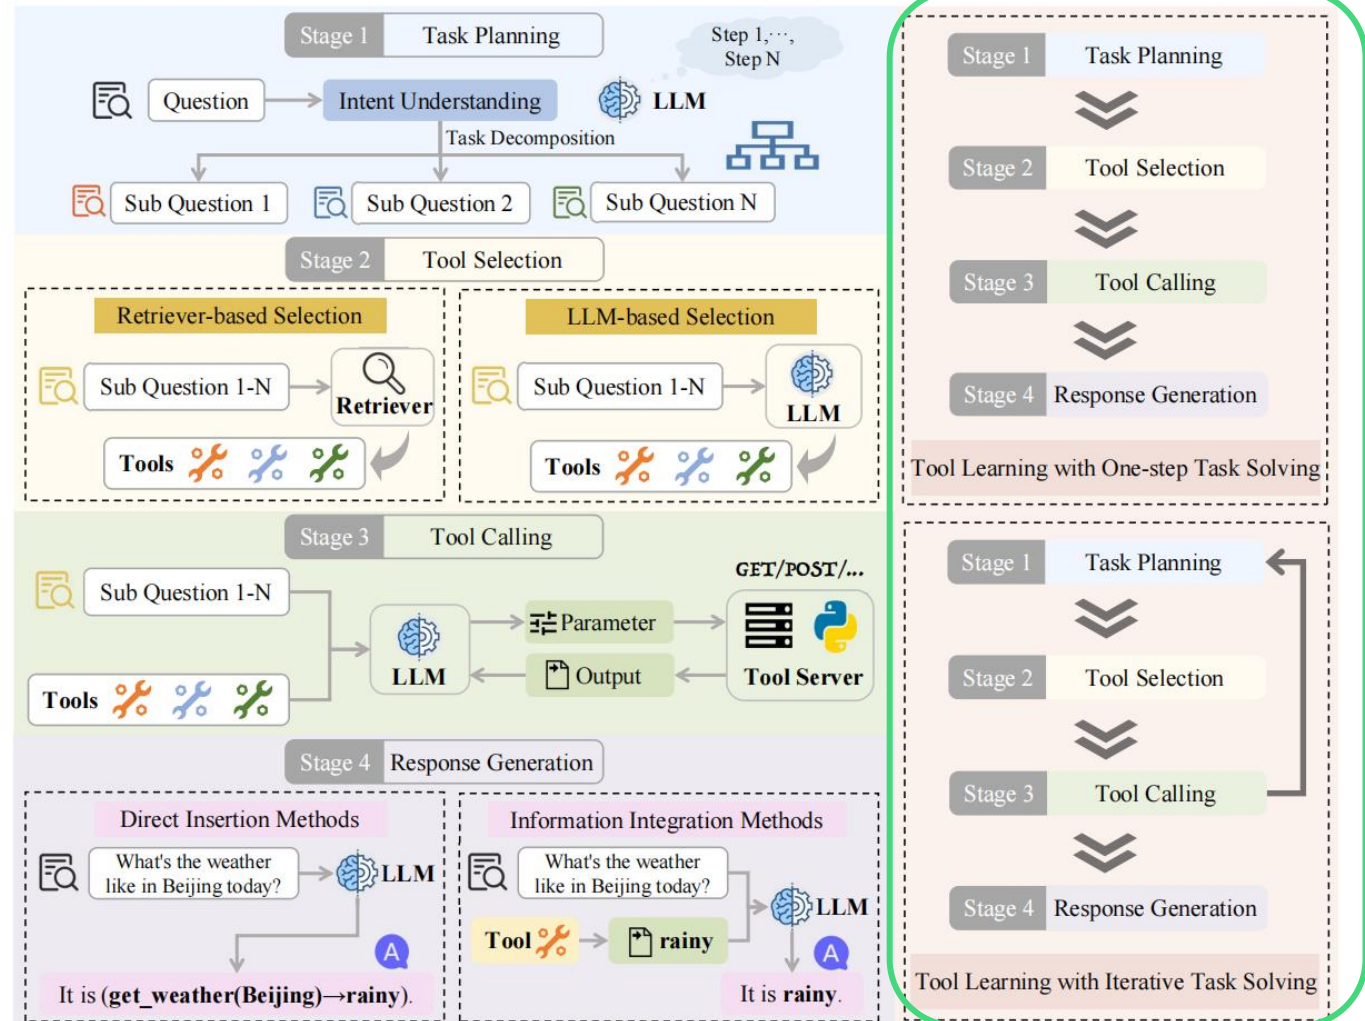 Stage 1 Task Planning
Step 1,···,
Step N
Question
Intent Understanding
LLM
Task Decomposition
Sub Question 1
Sub Question 2
Sub Question N
Stage 2 Tool Selection
Retriever-based Selection
Sub Question 1-N
Retriever
Tools
LLM-based Selection
Sub Question 1-N
LLM
Tools
Stage 3 Tool Calling
Sub Question 1-N
Tools
LLM
Parameter
Output
GET/POST/...
Tool Server
Stage 4 Response Generation
Direct Insertion Methods
What's the weather
like in Beijing today?
LLM
A
It is (get_weather(Beijing)→rainy).
Information Integration Methods
What's the weather
like in Beijing today?
LLM
Tool
rainy
A
It is rainy.
Stage 1 Task Planning
Stage 2 Tool Selection
Stage 3 Tool Calling
Stage 4 Response Generation
Tool Learning with One-step Task Solving
Stage 1 Task Planning
Stage 2 Tool Selection
Stage 3 Tool Calling
Stage 4 Response Generation
Tool Learning with Iterative Task Solving